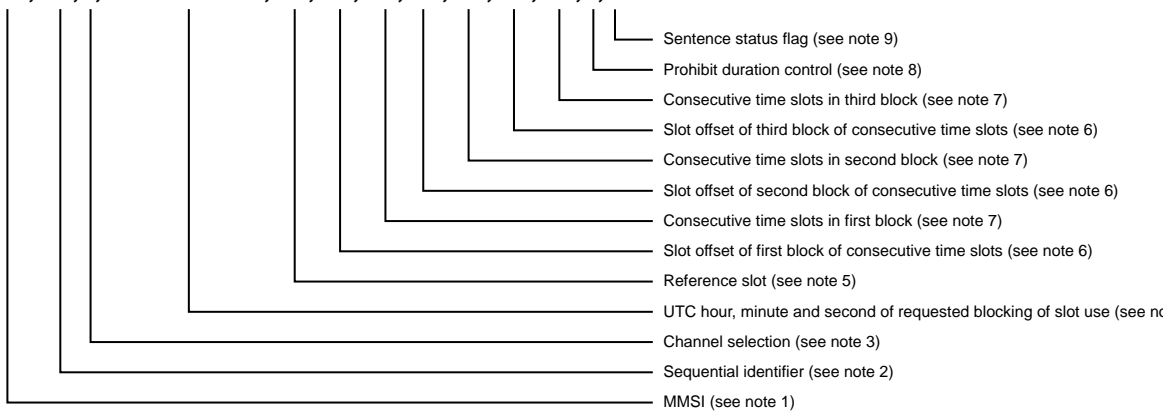 Sentence status flag (see note 9)
Prohibit duration control (see note 8)
Consecutive time slots in third block (see note 7)
Slot offset of third block of consecutive time slots (see note 6)
Consecutive time slots in second block (see note 7)
Slot offset of second block of consecutive time slots (see note 6)
Consecutive time slots in first block (see note 7)
Slot offset of first block of consecutive time slots (see note 6)
Reference slot (see note 5)
UTC hour, minute and second of requested blocking of slot use (see
Channel selection (see note 3)
Sequential identifier (see note 2)
MMSI (see note 1)